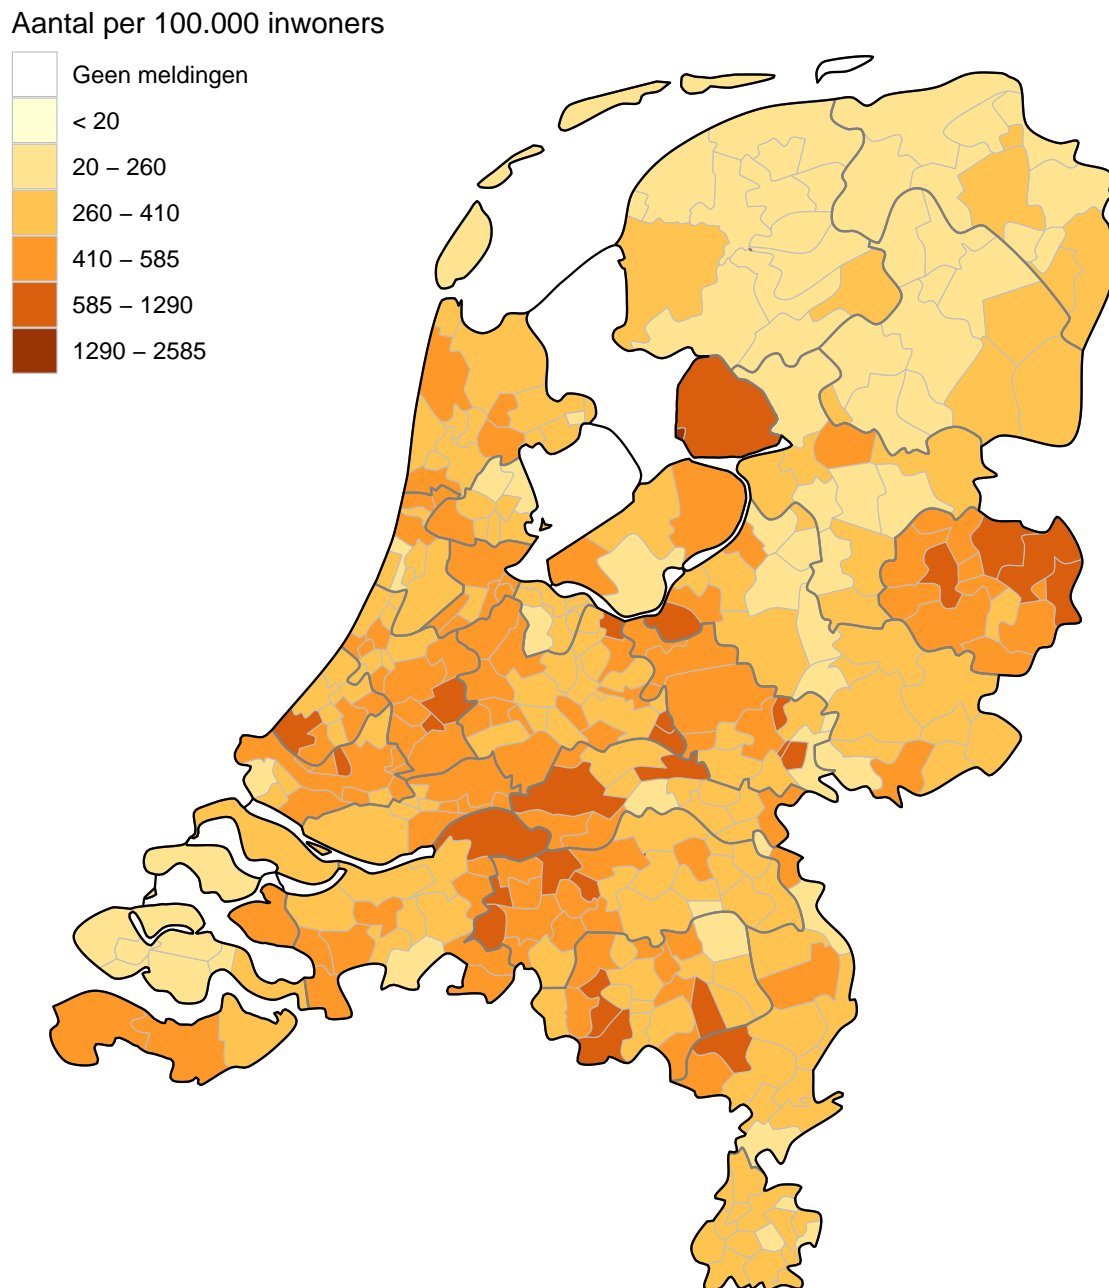 Aantal per 100.000 inwoners
Geen meldingen
< 20
20 – 260
260 – 410
410 – 585
585 – 1290
1290 – 2585